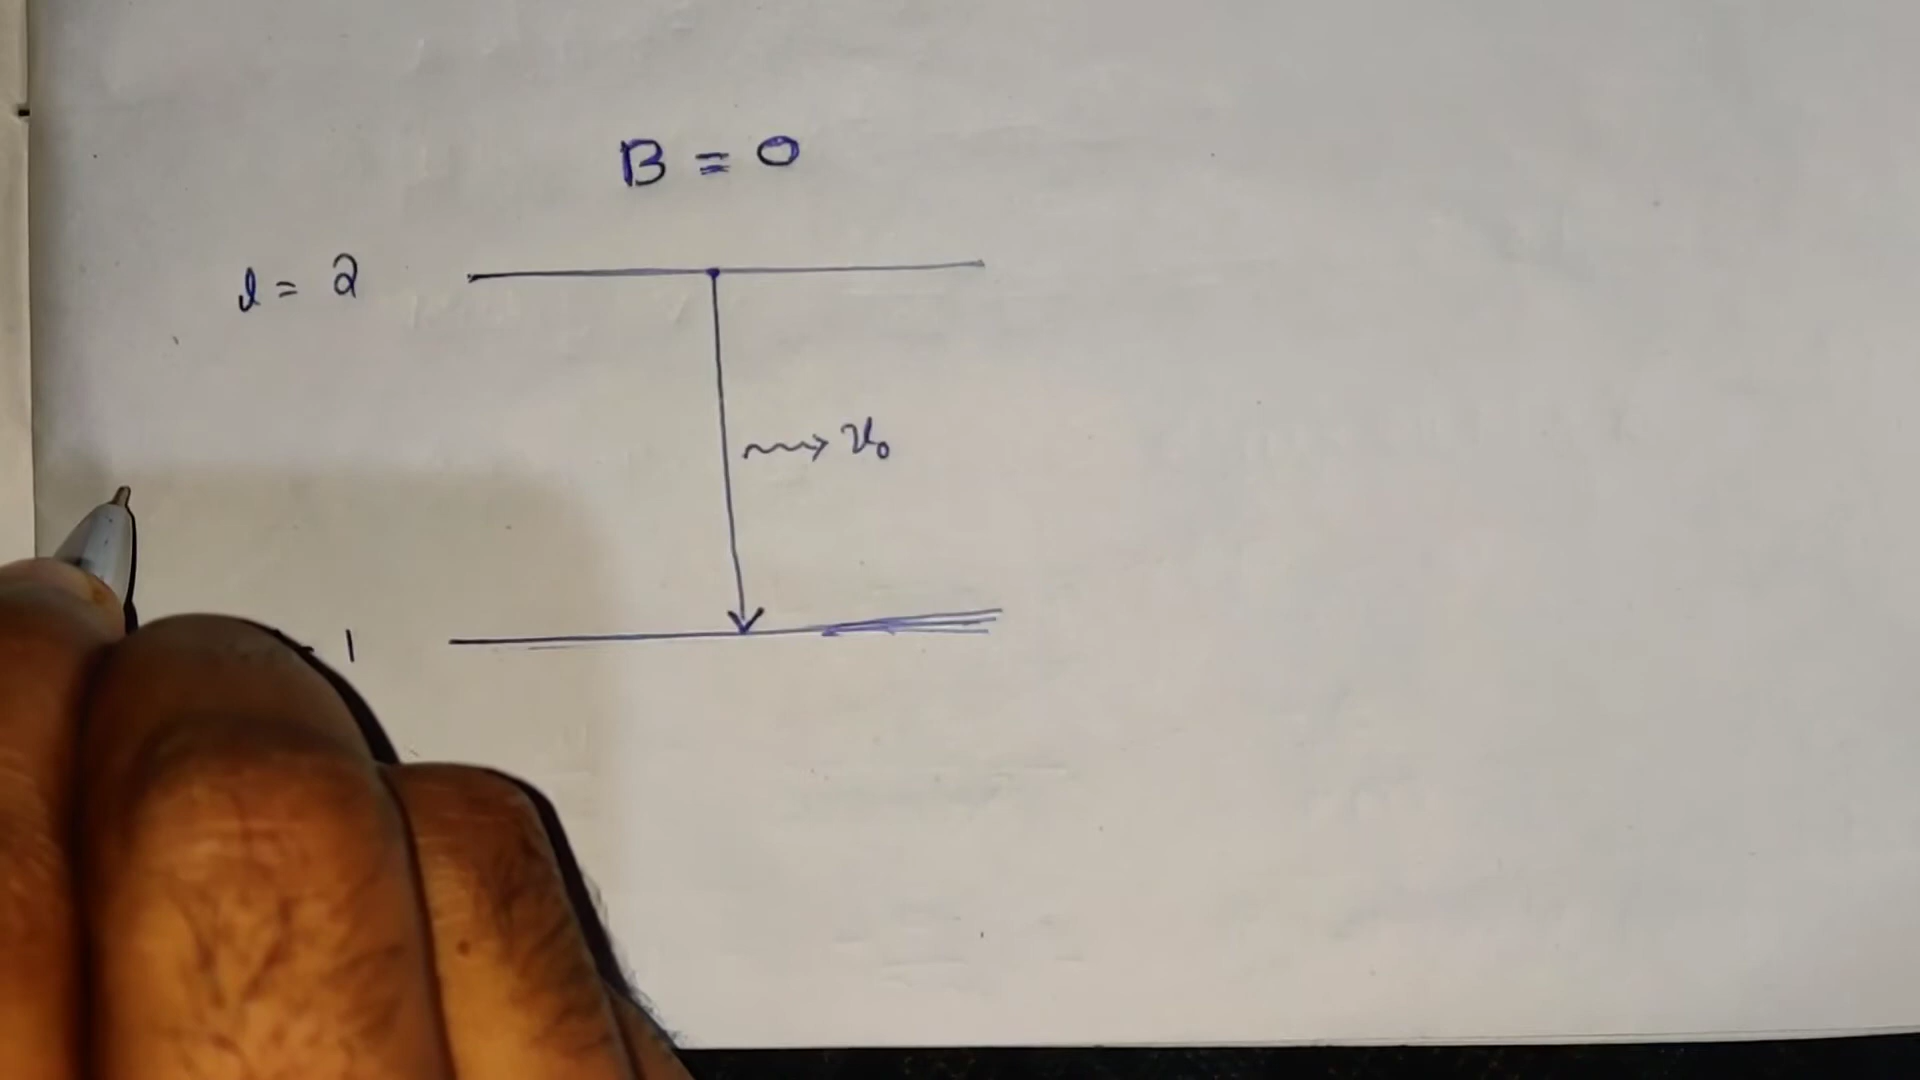 B = 0
l = 2
→ ν₀
1